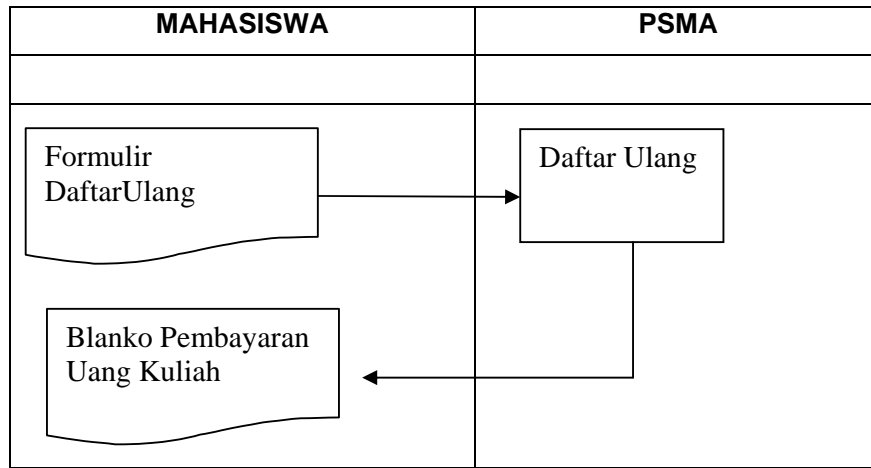 MAHASISWA
PSMA
Formulir
DaftarUlang
Daftar Ulang
Blanko Pembayaran
Uang Kuliah